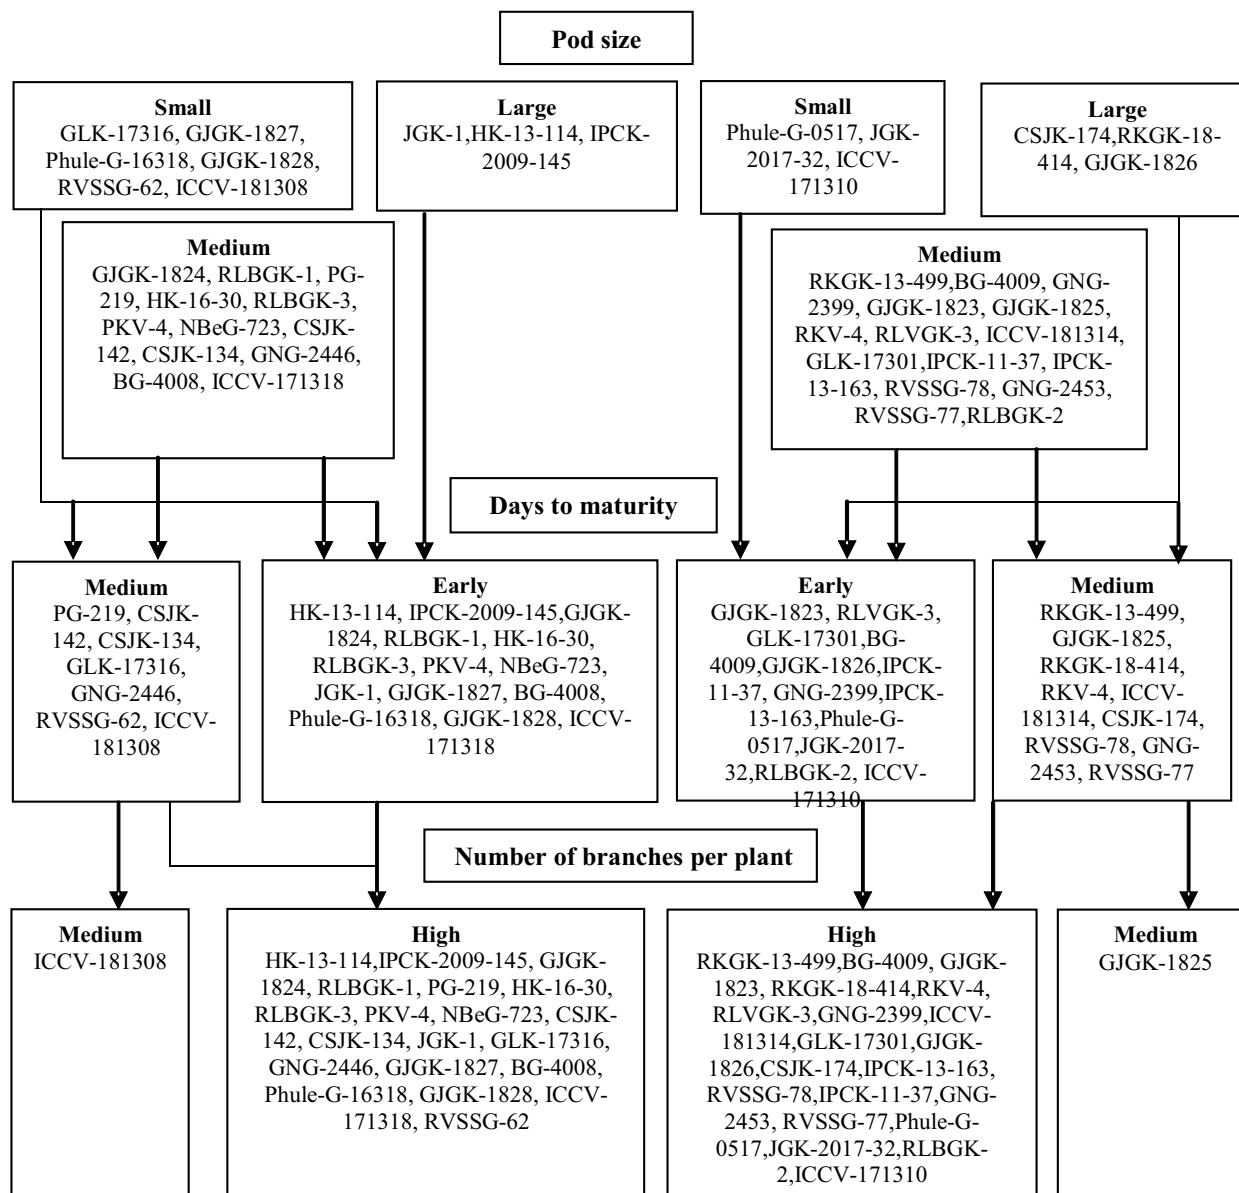 Pod size
Small
GLK-17316, GJGK-1827,
Phule-G-16318, GJGK-1828,
RVSSG-62, ICCV-181308
Large
JGK-1,HK-13-114, IPCK-
2009-145
Small
Phule-G-0517, JGK-
2017-32, ICCV-
171310
Large
CSJK-174,RKGK-18-
414, GJGK-1826
Medium
GJGK-1824, RLBGK-1, PG-
219, HK-16-30, RLBGK-3,
PKV-4, NBeG-723, CSJK-
142, CSJK-134, GNG-2446,
BG-4008, ICCV-171318
Medium
RKGK-13-499,BG-4009, GNG-
2399, GJGK-1823, GJGK-1825,
RKV-4, RLVGK-3, ICCV-181314,
GLK-17301,IPCK-11-37, IPCK-
13-163, RVSSG-78, GNG-2453,
RVSSG-77,RLBGK-2
Days to maturity
Medium
PG-219, CSJK-
142, CSJK-134,
GLK-17316,
GNG-2446,
RVSSG-62, ICCV-
181308
Early
HK-13-114, IPCK-2009-145,GJGK-
1824, RLBGK-1, HK-16-30,
RLBGK-3, PKV-4, NBeG-723,
JGK-1, GJGK-1827, BG-4008,
Phule-G-16318, GJGK-1828, ICCV-
171318
Early
GJGK-1823, RLVGK-3,
GLK-17301,BG-
4009,GJGK-1826,IPCK-
11-37, GNG-2399,IPCK-
13-163,Phule-G-
0517,JGK-2017-
32,RLBGK-2, ICCV-
171310
Medium
RKGK-13-499,
GJGK-1825,
RKGK-18-414,
RKV-4, ICCV-
181314, CSJK-174,
RVSSG-78, GNG-
2453, RVSSG-77
Number of branches per plant
Medium
ICCV-181308
High
HK-13-114,IPCK-2009-145, GJGK-
1824, RLBGK-1, PG-219, HK-16-30,
RLBGK-3, PKV-4, NBeG-723, CSJK-
142, CSJK-134, JGK-1, GLK-17316,
GNG-2446, GJGK-1827, BG-4008,
Phule-G-16318, GJGK-1828, ICCV-
171318, RVSSG-62
High
RKGK-13-499,BG-4009, GJGK-
1823, RKGK-18-414,RKV-4,
RLVGK-3,GNG-2399,ICCV-
181314,GLK-17301,GJGK-
1826,CSJK-174,IPCK-13-163,
RVSSG-78,IPCK-11-37,GNG-
2453, RVSSG-77,Phule-G-
0517,JGK-2017-32,RLBGK-
2,ICCV-171310
Medium
GJGK-1825